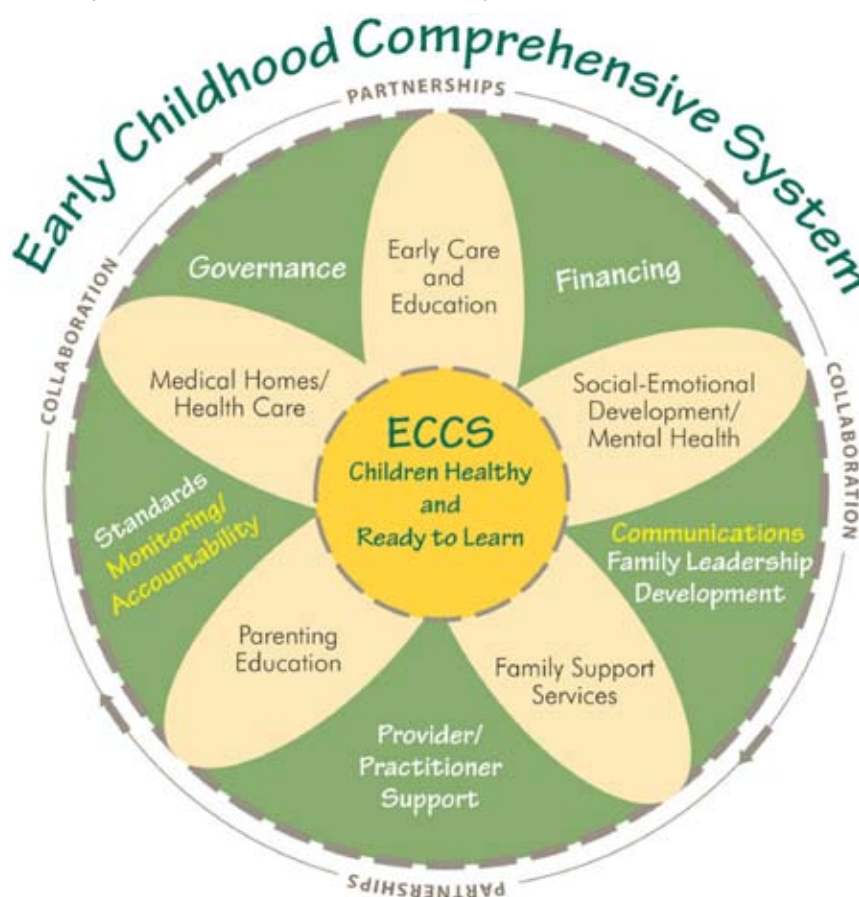 Early Childhood Comprehensive System
PARTNERSHIPS
COLLABORATION
COLLABORATION
Governance
Early Care
and
Education
Financing
Medical Homes/
Health Care
Social-Emotional
Development/
Mental Health
ECCS
Children Healthy
and
Ready to Learn
Standards
Monitoring/
Accountability
Communications
Family Leadership
Development
Parenting
Education
Family Support
Services
Provider/
Practitioner
Support
PARTNERSHIPS